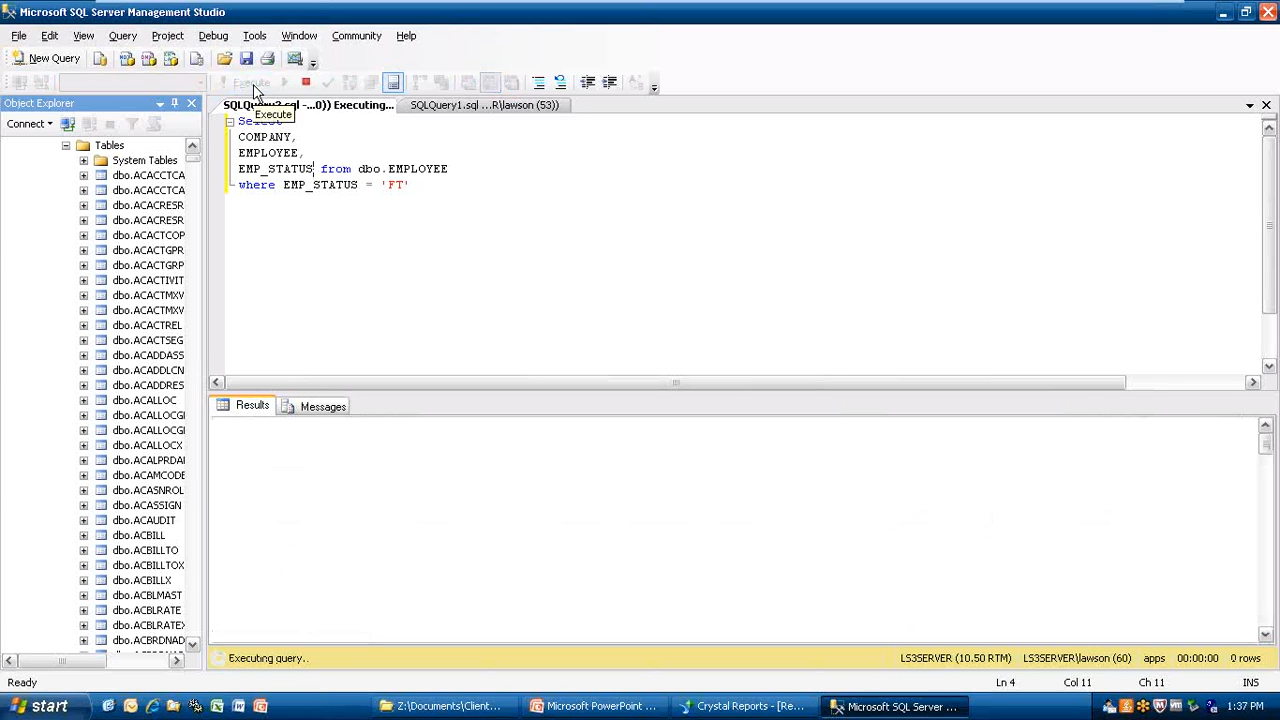 Microsoft SQL Server Management Studio
File Edit View Query Project Debug Tools Window Community Help
New Query
Execute
Object Explorer
SQLQuery2.sql -...0)) Executing...
SQLQuery1.sql ...R\lawson (53))
Execute
Connect
Tables
System Tables
dbo.ACACCTCA
dbo.ACACCTCA
dbo.ACACRESR
dbo.ACACRESR
dbo.ACACTCOP
dbo.ACACTGPR
dbo.ACACTGRP
dbo.ACACTIVIT
dbo.ACACTMXV
dbo.ACACTMXV
dbo.ACACTREL
dbo.ACACTSEG
dbo.ACADDASS
dbo.ACADDLCN
dbo.ACADDRES
dbo.ACALLOC
dbo.ACALLOCGI
dbo.ACALLOCX
dbo.ACALPRDA
dbo.ACAMCODE
dbo.ACASNROL
dbo.ACASSIGN
dbo.ACAUDIT
dbo.ACBILL
dbo.ACBILLTO
dbo.ACBILLTOX
dbo.ACBILLX
dbo.ACBLMAST
dbo.ACBLRATE
dbo.ACBLRATEX
dbo.ACBRDNAD
Select
COMPANY,
EMPLOYEE,
EMP_STATUS from dbo.EMPLOYEE
where EMP_STATUS = 'FT'
Results
Messages
Executing query..
LS3SERVER (10.50 RTM)
LS3SERVER\lawson (60)
apps
00:00:00
0 rows
Ready
Ln 4
Col 11
Ch 11
INS
start
Z:\Documents\Client...
Microsoft PowerPoint ...
Crystal Reports - [Re...
Microsoft SQL Server ...
1:37 PM